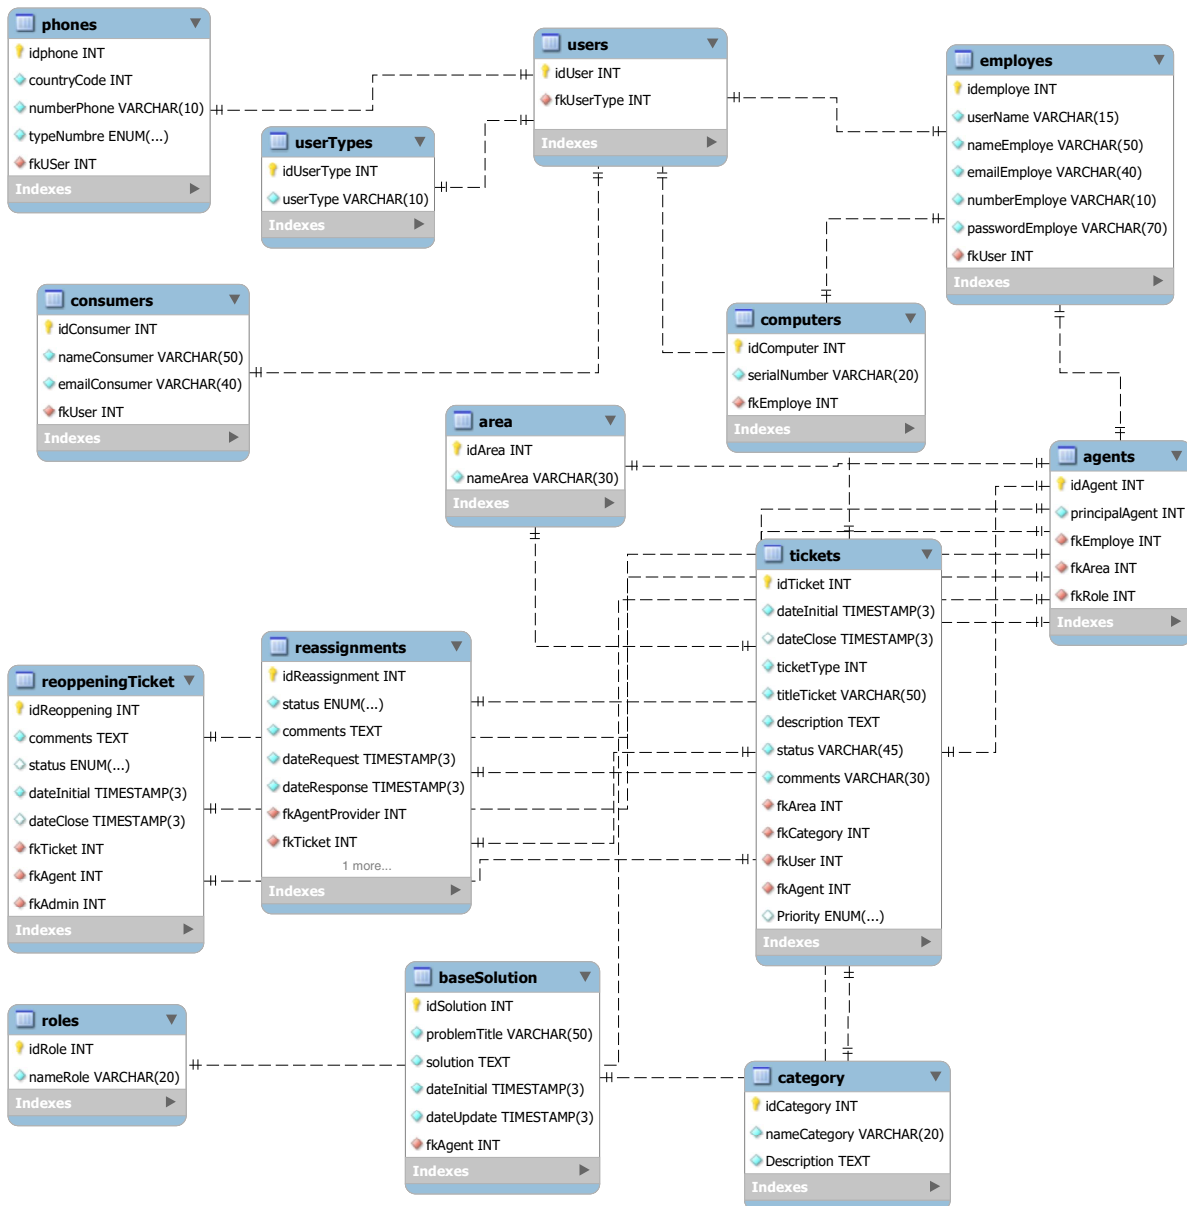 phones
idphone INT
countryCode INT
numberPhone VARCHAR(10)
typeNumbre ENUM(...)
fkUSer INT
Indexes
users
idUser INT
fkUserType INT
Indexes
employes
idemploye INT
userName VARCHAR(15)
nameEmploye VARCHAR(50)
emailEmploye VARCHAR(40)
numberEmploye VARCHAR(10)
passwordEmploye VARCHAR(70)
fkUser INT
Indexes
userTypes
idUserType INT
userType VARCHAR(10)
Indexes
consumers
idConsumer INT
nameConsumer VARCHAR(50)
emailConsumer VARCHAR(40)
fkUser INT
Indexes
computers
idComputer INT
serialNumber VARCHAR(20)
fkEmploye INT
Indexes
area
idArea INT
nameArea VARCHAR(30)
Indexes
agents
idAgent INT
principalAgent INT
fkEmploye INT
fkArea INT
fkRole INT
Indexes
tickets
idTicket INT
dateInitial TIMESTAMP(3)
dateClose TIMESTAMP(3)
ticketType INT
titleTicket VARCHAR(50)
description TEXT
status VARCHAR(45)
comments VARCHAR(30)
fkArea INT
fkCategory INT
fkUser INT
fkAgent INT
Priority ENUM(...)
Indexes
reassignments
idReassignment INT
status ENUM(...)
comments TEXT
dateRequest TIMESTAMP(3)
dateResponse TIMESTAMP(3)
fkAgentProvider INT
fkTicket INT
1 more...
Indexes
reoppeningTicket
idReoppening INT
comments TEXT
status ENUM(...)
dateInitial TIMESTAMP(3)
dateClose TIMESTAMP(3)
fkTicket INT
fkAgent INT
fkAdmin INT
Indexes
baseSolution
idSolution INT
problemTitle VARCHAR(50)
solution TEXT
dateInitial TIMESTAMP(3)
dateUpdate TIMESTAMP(3)
fkAgent INT
Indexes
roles
idRole INT
nameRole VARCHAR(20)
Indexes
category
idCategory INT
nameCategory VARCHAR(20)
Description TEXT
Indexes